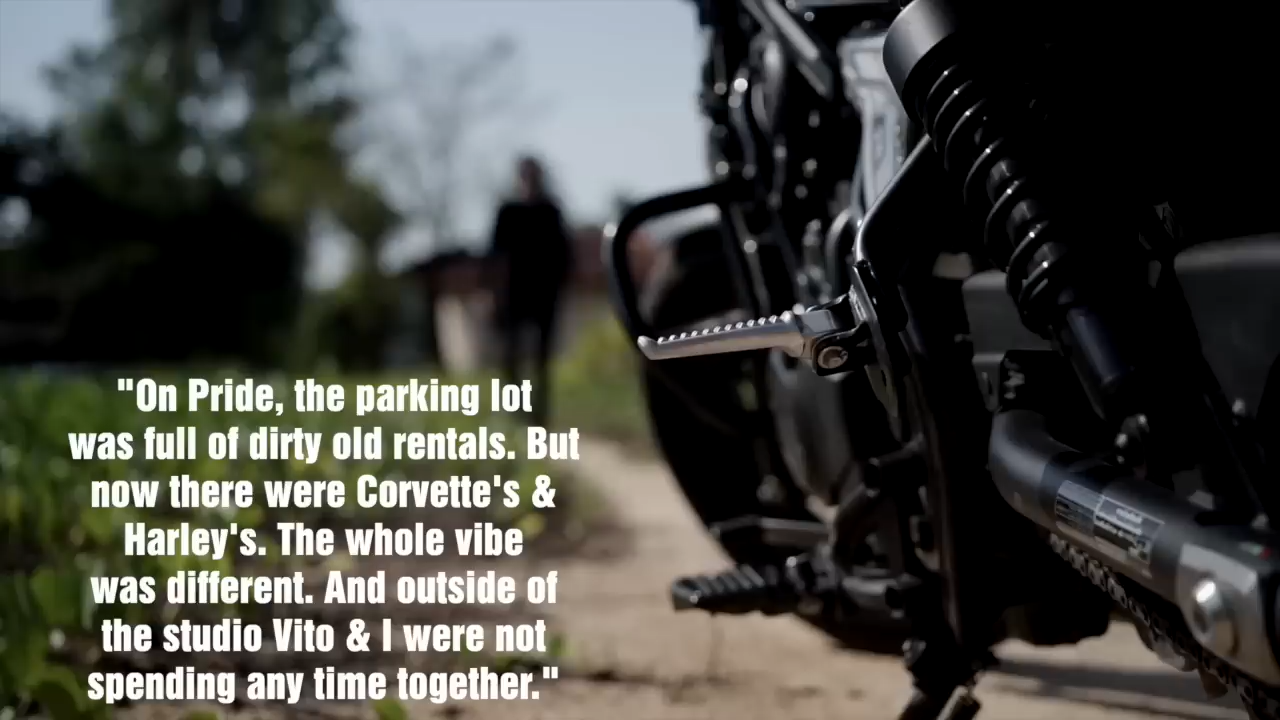 "On Pride, the parking lot
was full of dirty old rentals. But
now there were Corvette's &
Harley's. The whole vibe
was different. And outside of
the studio Vito & I were not
spending any time together."